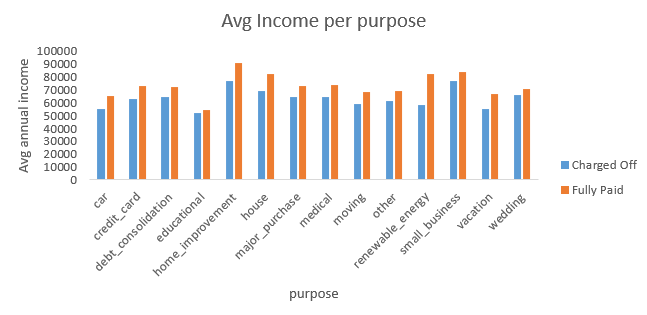 Avg Income per purpose
Avg annual income
100000
90000
80000
70000
60000
50000
40000
30000
20000
10000
0
car
credit_card
debt_consolidation
educational
home_improvement
house
major_purchase
medical
moving
other
renewable_energy
small_business
vacation
wedding
purpose
Charged Off
Fully Paid